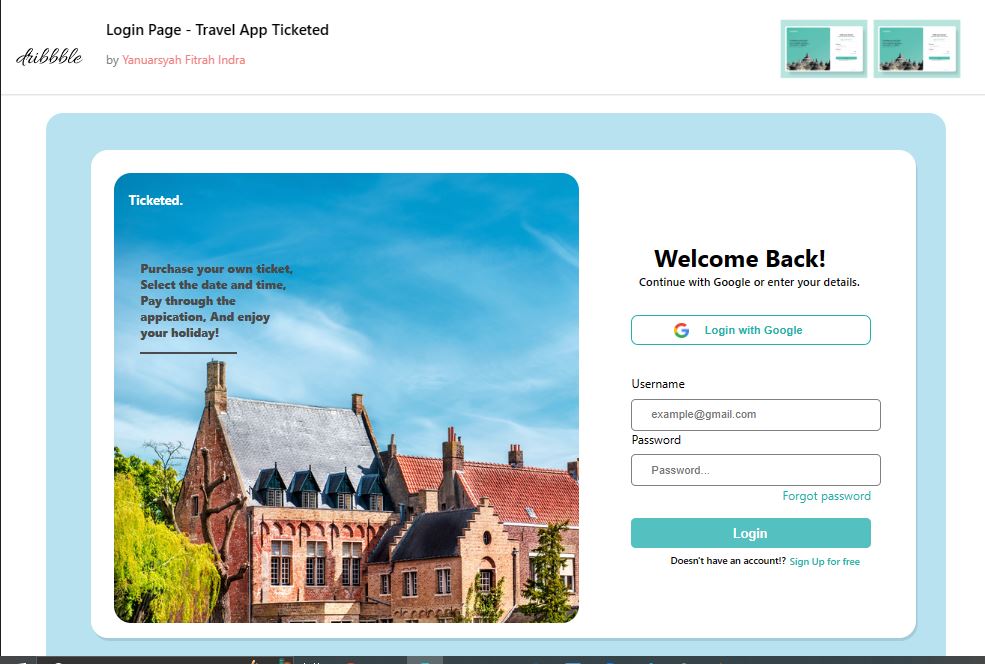 Login Page - Travel App Ticketed
dribbble
by Yanuarsyah Fitrah Indra
Ticketed.
Purchase your own ticket,
Select the date and time,
Pay through the
appication, And enjoy
your holiday!
Welcome Back!
Continue with Google or enter your details.
Login with Google
Username
example@gmail.com
Password
Password...
Forgot password
Login
Doesn't have an account!? Sign Up for free